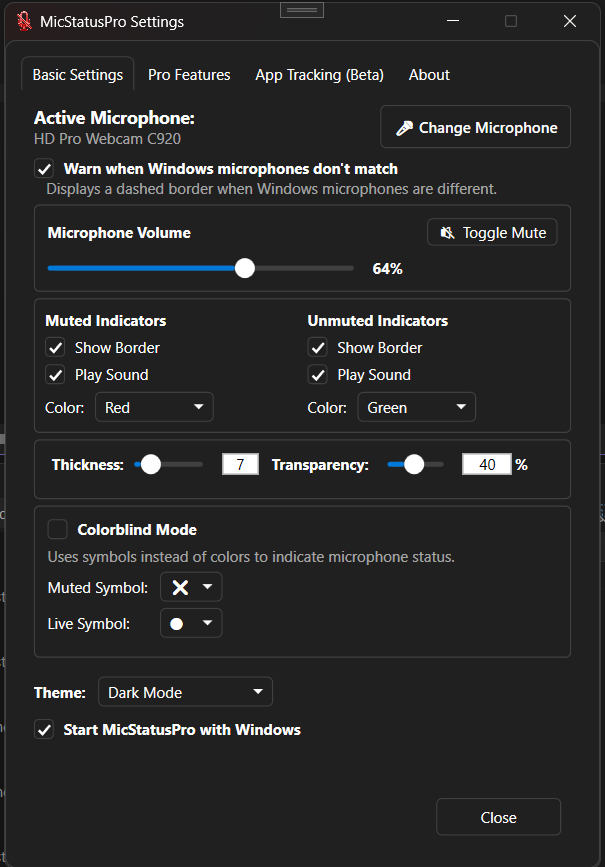 MicStatusPro Settings
Basic Settings Pro Features App Tracking (Beta) About
Active Microphone:
HD Pro Webcam C920
Change Microphone
Warn when Windows microphones don't match
Displays a dashed border when Windows microphones are different.
Microphone Volume
Toggle Mute
64%
Muted Indicators
Show Border
Play Sound
Color: Red
Unmuted Indicators
Show Border
Play Sound
Color: Green
Thickness: 7 Transparency: 40 %
Colorblind Mode
Uses symbols instead of colors to indicate microphone status.
Muted Symbol:
Live Symbol:
Theme: Dark Mode
Start MicStatusPro with Windows
Close